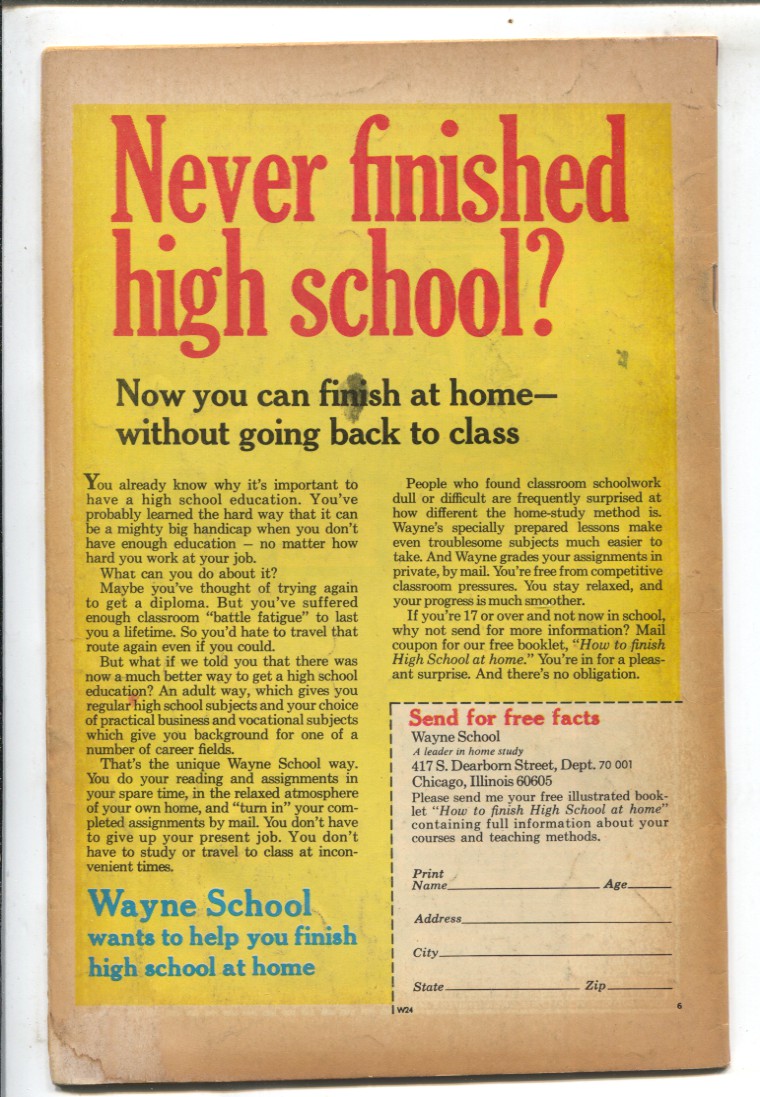 Never finished
high school?
Now you can finish at home—
without going back to class
You already know why it's important to
have a high school education. You've
probably learned the hard way that it can
be a mighty big handicap when you don't
have enough education — no matter how
hard you work at your job.
What can you do about it?
Maybe you've thought of trying again
to get a diploma. But you've suffered
enough classroom "battle fatigue" to last
you a lifetime. So you'd hate to travel that
route again even if you could.
But what if we told you that there was
now a much better way to get a high school
education? An adult way, which gives you
regular high school subjects and your choice
of practical business and vocational subjects
which give you background for one of a
number of career fields.
That's the unique Wayne School way.
You do your reading and assignments in
your spare time, in the relaxed atmosphere
of your own home, and "turn in" your com-
pleted assignments by mail. You don't have
to give up your present job. You don't
have to study or travel to class at incon-
venient times.
Wayne School
wants to help you finish
high school at home
People who found classroom schoolwork
dull or difficult are frequently surprised at
how different the home-study method is.
Wayne's specially prepared lessons make
even troublesome subjects much easier to
take. And Wayne grades your assignments in
private, by mail. You're free from competitive
classroom pressures. You stay relaxed, and
your progress is much smoother.
If you're 17 or over and not now in school,
why not send for more information? Mail
coupon for our free booklet, "How to finish
High School at home." You're in for a pleas-
ant surprise. And there's no obligation.
Send for free facts
Wayne School
A leader in home study
417 S. Dearborn Street, Dept. 70 001
Chicago, Illinois 60605
Please send me your free illustrated book-
let "How to finish High School at home"
containing full information about your
courses and teaching methods.
Print
Name Age
Address
City
State Zip
W24 6